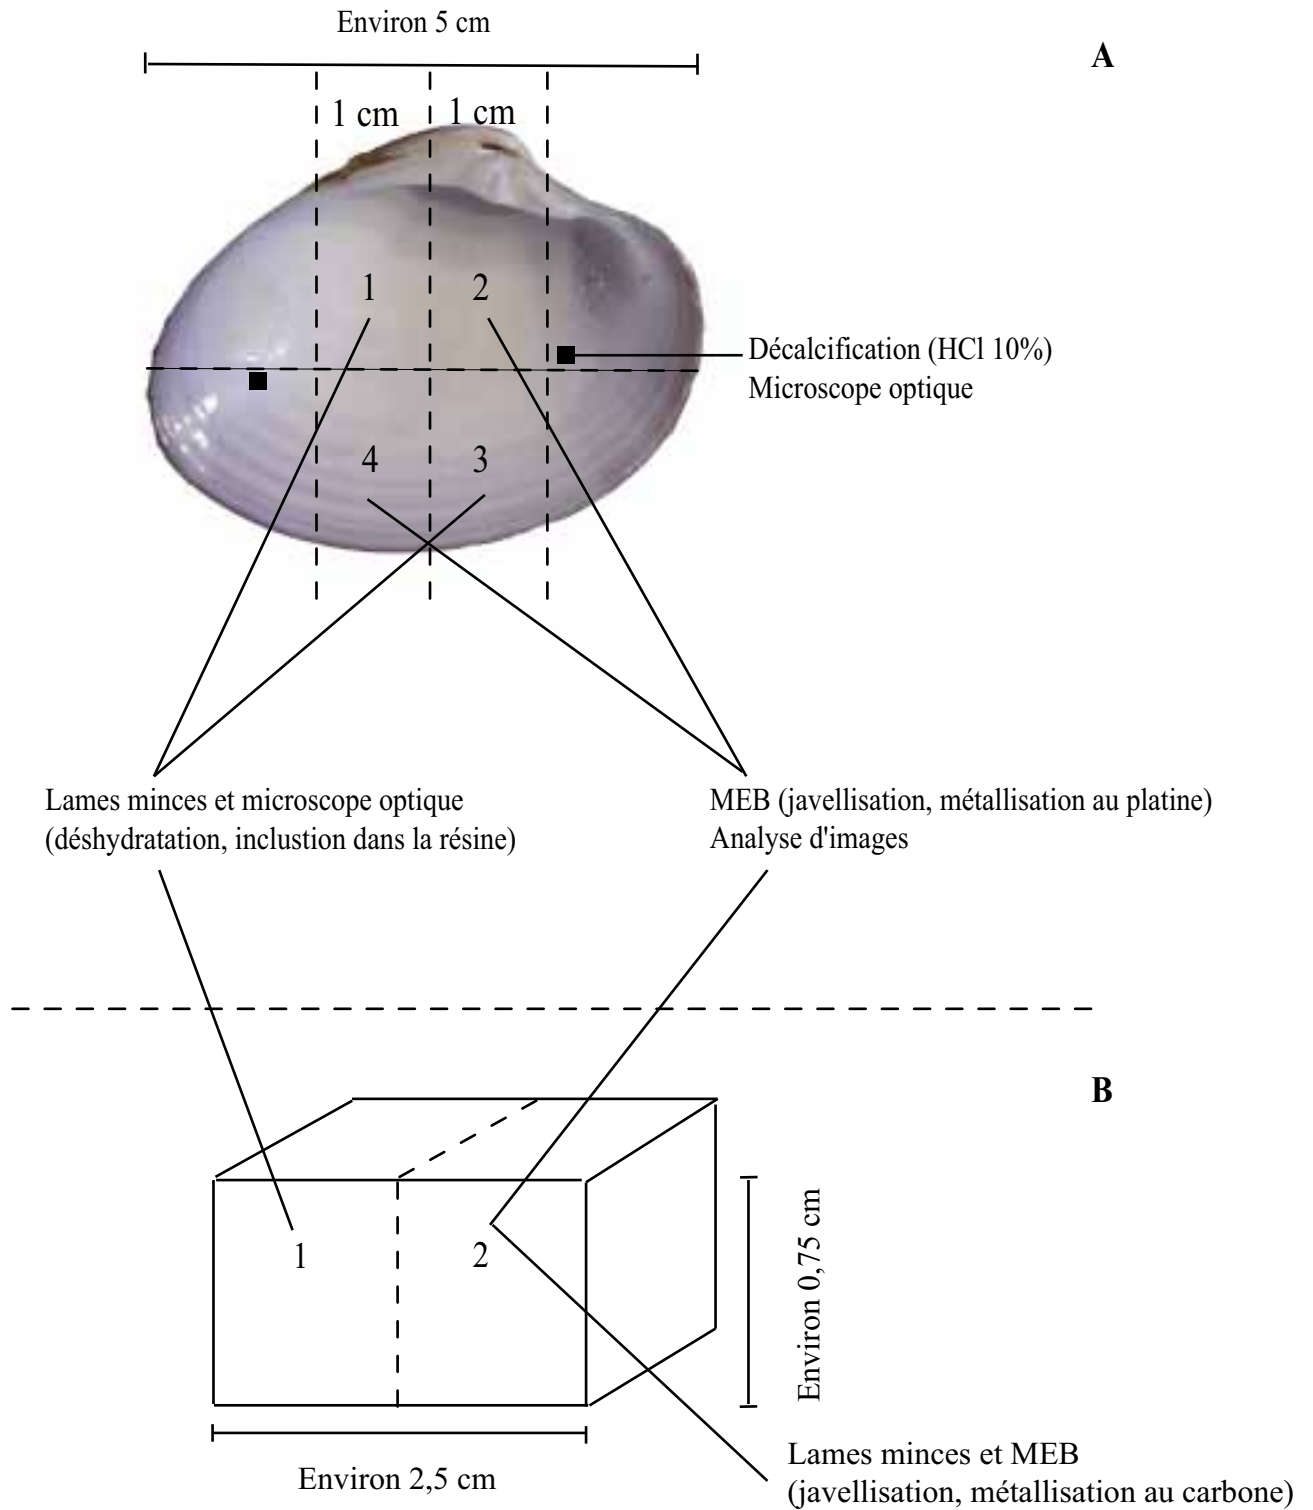 Environ 5 cm
A
1 cm
1 cm
1
2
Décalcification (HCl 10%)
Microscope optique
4
3
Lames minces et microscope optique
(déshydratation, inclustion dans la résine)
MEB (javellisation, métallisation au platine)
Analyse d'images
B
1
2
Environ 0,75 cm
Environ 2,5 cm
Lames minces et MEB
(javellisation, métallisation au carbone)